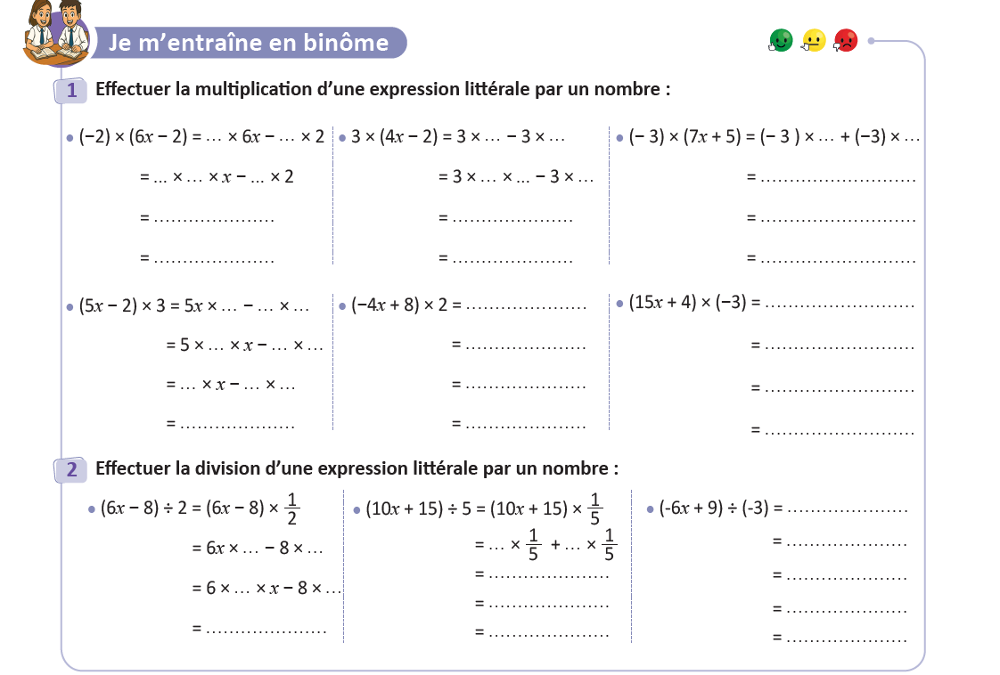 Je m’entraîne en binôme
1 Effectuer la multiplication d’une expression littérale par un nombre :
• (−2) × (6x − 2) = … × 6x − … × 2
= … × … × x − … × 2
= …………………
= …………………
• 3 × (4x − 2) = 3 × … − 3 × …
= 3 × … × … − 3 × …
= …………………
= …………………
• (− 3) × (7x + 5) = (− 3 ) × … + (−3) × …
= ………………………
= ………………………
= ………………………
• (5x − 2) × 3 = 5x × … − … × …
= 5 × … × x − … × …
= … × x − … × …
= …………………
• (−4x + 8) × 2 = …………………
= …………………
= …………………
= …………………
• (15x + 4) × (−3) = ………………………
= ………………………
= ………………………
= ………………………
2 Effectuer la division d’une expression littérale par un nombre :
• (6x − 8) ÷ 2 = (6x − 8) × 1/2
= 6x × … − 8 × …
= 6 × … × x − 8 × …
= …………………
• (10x + 15) ÷ 5 = (10x + 15) × 1/5
= … × 1/5 + … × 1/5
= …………………
= …………………
= …………………
• (-6x + 9) ÷ (-3) = …………………
= …………………
= …………………
= …………………
= …………………